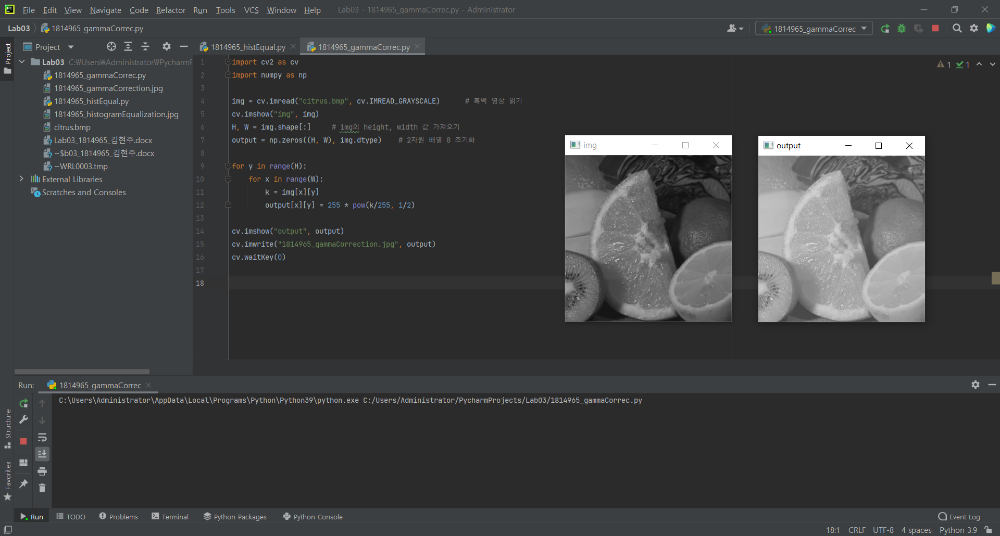 File Edit View Navigate Code Refactor Run Tools VCS Window Help Lab03 - 1814965_gammaCorrec.py - Administrator
Lab03 1814965_gammaCorrec.py 1814965_gammaCorrec
Project
Project 1814965_histEqual.py 1814965_gammaCorrec.py
Lab03 C:₩Users₩Administrator₩PycharmP
1814965_gammaCorrec.py
1814965_gammaCorrection.jpg
1814965_histEqual.py
1814965_histogramEqualization.jpg
citrus.bmp
Lab03_1814965_김현주.docx
~$b03_1814965_김현주.docx
~WRL0003.tmp
External Libraries
Scratches and Consoles
1 import cv2 as cv
2 import numpy as np
3
4 img = cv.imread("citrus.bmp", cv.IMREAD_GRAYSCALE) # 흑백 영상 읽기
5 cv.imshow("img", img)
6 H, W = img.shape[:] # img의 height, width 값 가져오기
7 output = np.zeros((H, W), img.dtype) # 2차원 배열 0 초기화
8
9 for y in range(H):
10 for x in range(W):
11 k = img[x][y]
12 output[x][y] = 255 * pow(k/255, 1/2)
13
14 cv.imshow("output", output)
15 cv.imwrite("1814965_gammaCorrection.jpg", output)
16 cv.waitKey(0)
17
18
1 1
img
output
Run: 1814965_gammaCorrec
C:\Users\Administrator\AppData\Local\Programs\Python\Python39\python.exe C:/Users/Administrator/PycharmProjects/Lab03/1814965_gammaCorrec.py
Structure
Favorites
Run TODO Problems Terminal Python Packages Python Console Event Log
18:1 CRLF UTF-8 4 spaces Python 3.9